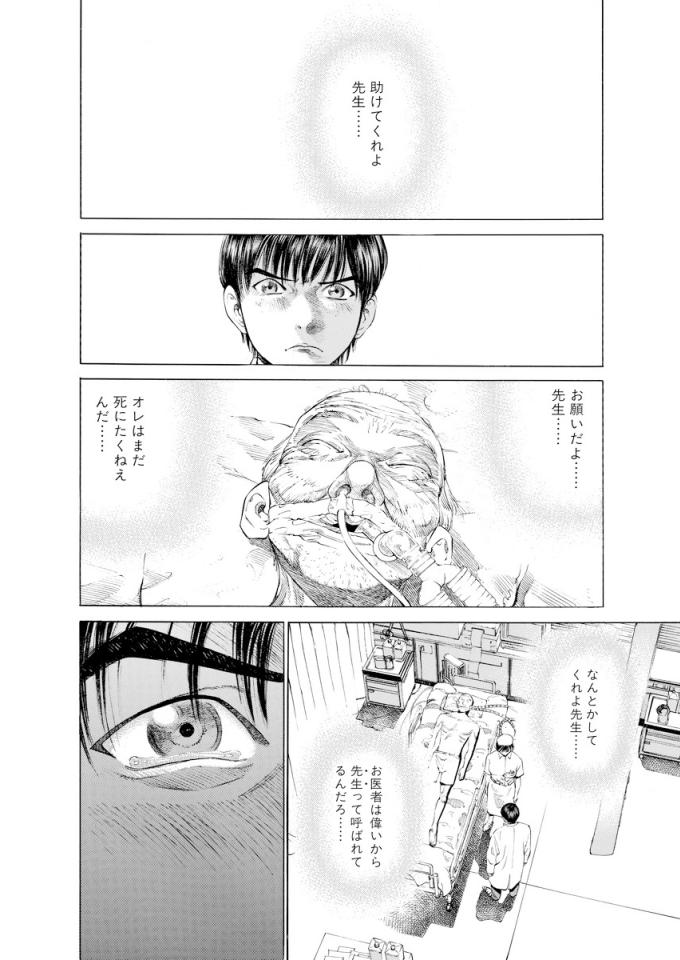 助けてくれよ
先生……
お願いだよ……
先生……
オレはまだ
死にたくねえ
んだ……
なんとかして
くれよ先生……
お医者は偉いから
先生って呼ばれて
るんだろ……